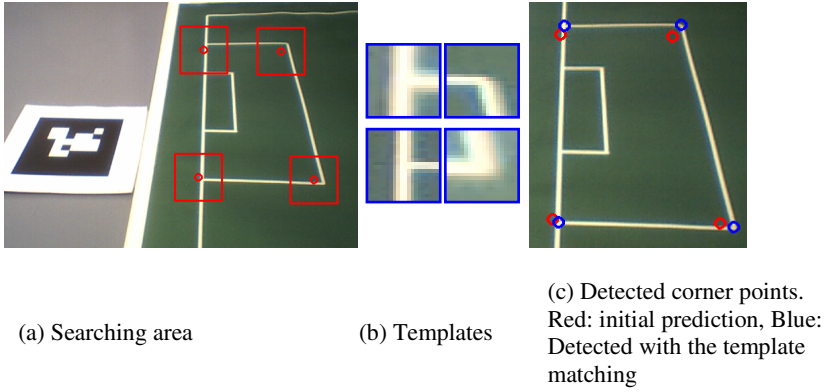 (a) Searching area
(b) Templates
(c) Detected corner points.
Red: initial prediction, Blue:
Detected with the template
matching